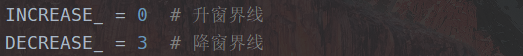 INCREASE_ = 0  # 升窗界线
DECREASE_ = 3  # 降窗界线